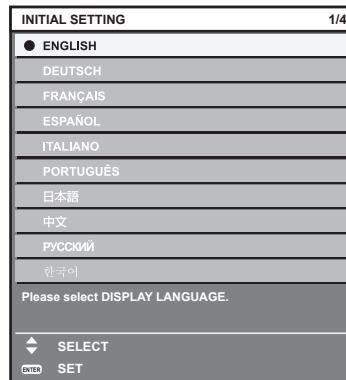 INITIAL SETTING 1/4
ENGLISH
DEUTSCH
FRANÇAIS
ESPAÑOL
ITALIANO
PORTUGUÊS
日本語
中文
РУССКИЙ
한국어
Please select DISPLAY LANGUAGE.
SELECT
ENTER SET